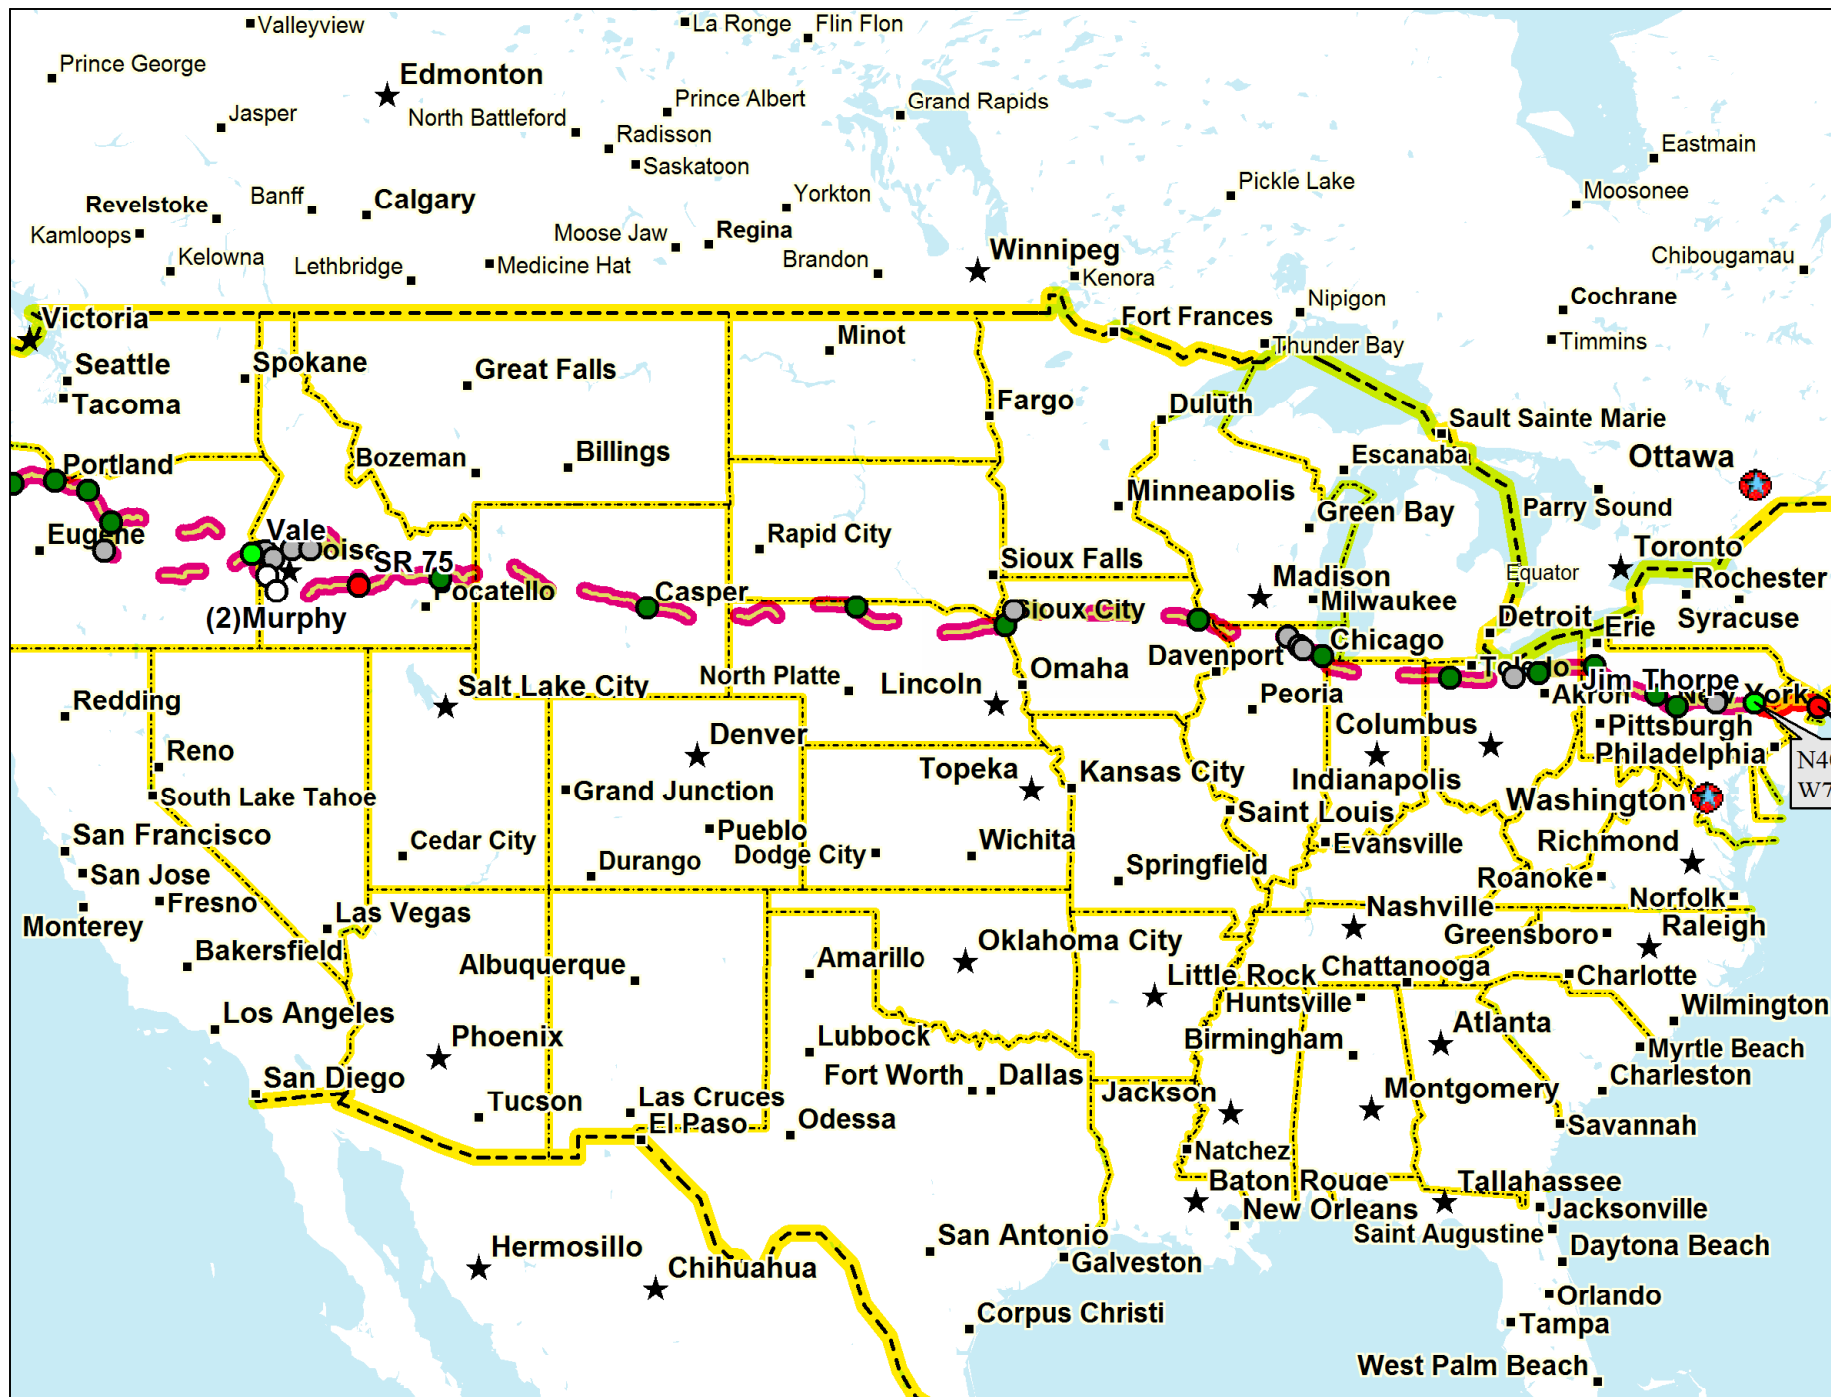 Valleyview
La Ronge
Flin Flon
Prince George
Edmonton
Prince Albert
Grand Rapids
Jasper
North Battleford
Radisson
Saskatoon
Eastmain
Pickle Lake
Moosonee
Revelstoke
Banff
Calgary
Yorkton
Kamloops
Moose Jaw
Regina
Kelowna
Lethbridge
Medicine Hat
Brandon
Winnipeg
Kenora
Chibougamau
Nipigon
Cochrane
Victoria
Fort Frances
Minot
Thunder Bay
Timmins
Seattle
Spokane
Great Falls
Tacoma
Fargo
Duluth
Sault Sainte Marie
Portland
Bozeman
Billings
Escanaba
Ottawa
Minneapolis
Green Bay
Parry Sound
Eugene
Vale
oise
Rapid City
Sioux Falls
Toronto
SR 75
Equator
Rochester
Pocatello
Casper
Madison
Milwaukee
Sioux City
(2)Murphy
Detroit
Erie
Syracuse
Chicago
Davenport
Toledo
Omaha
North Platte
Lincoln
Salt Lake City
Jim Thorpe
Akron
New York
Redding
Peoria
Columbus
Pittsburgh
Denver
Philadelphia
Reno
Topeka
Kansas City
Indianapolis
N40
W7
South Lake Tahoe
Grand Junction
Washington
San Francisco
Cedar City
Pueblo
Dodge City
Durango
Wichita
Saint Louis
Evansville
Richmond
San Jose
Springfield
Roanoke
Fresno
Norfolk
Monterey
Las Vegas
Nashville
Greensboro
Raleigh
Bakersfield
Albuquerque
Amarillo
Oklahoma City
Little Rock
Chattanooga
Charlotte
Huntsville
Wilmington
Los Angeles
Phoenix
Lubbock
Birmingham
Atlanta
Myrtle Beach
San Diego
Fort Worth
Dallas
Jackson
Montgomery
Charleston
Tucson
Las Cruces
El Paso
Odessa
Savannah
Natchez
Baton Rouge
Tallahassee
New Orleans
Jacksonville
Saint Augustine
Daytona Beach
San Antonio
Galveston
Hermosillo
Chihuahua
Orlando
Corpus Christi
Tampa
West Palm Beach